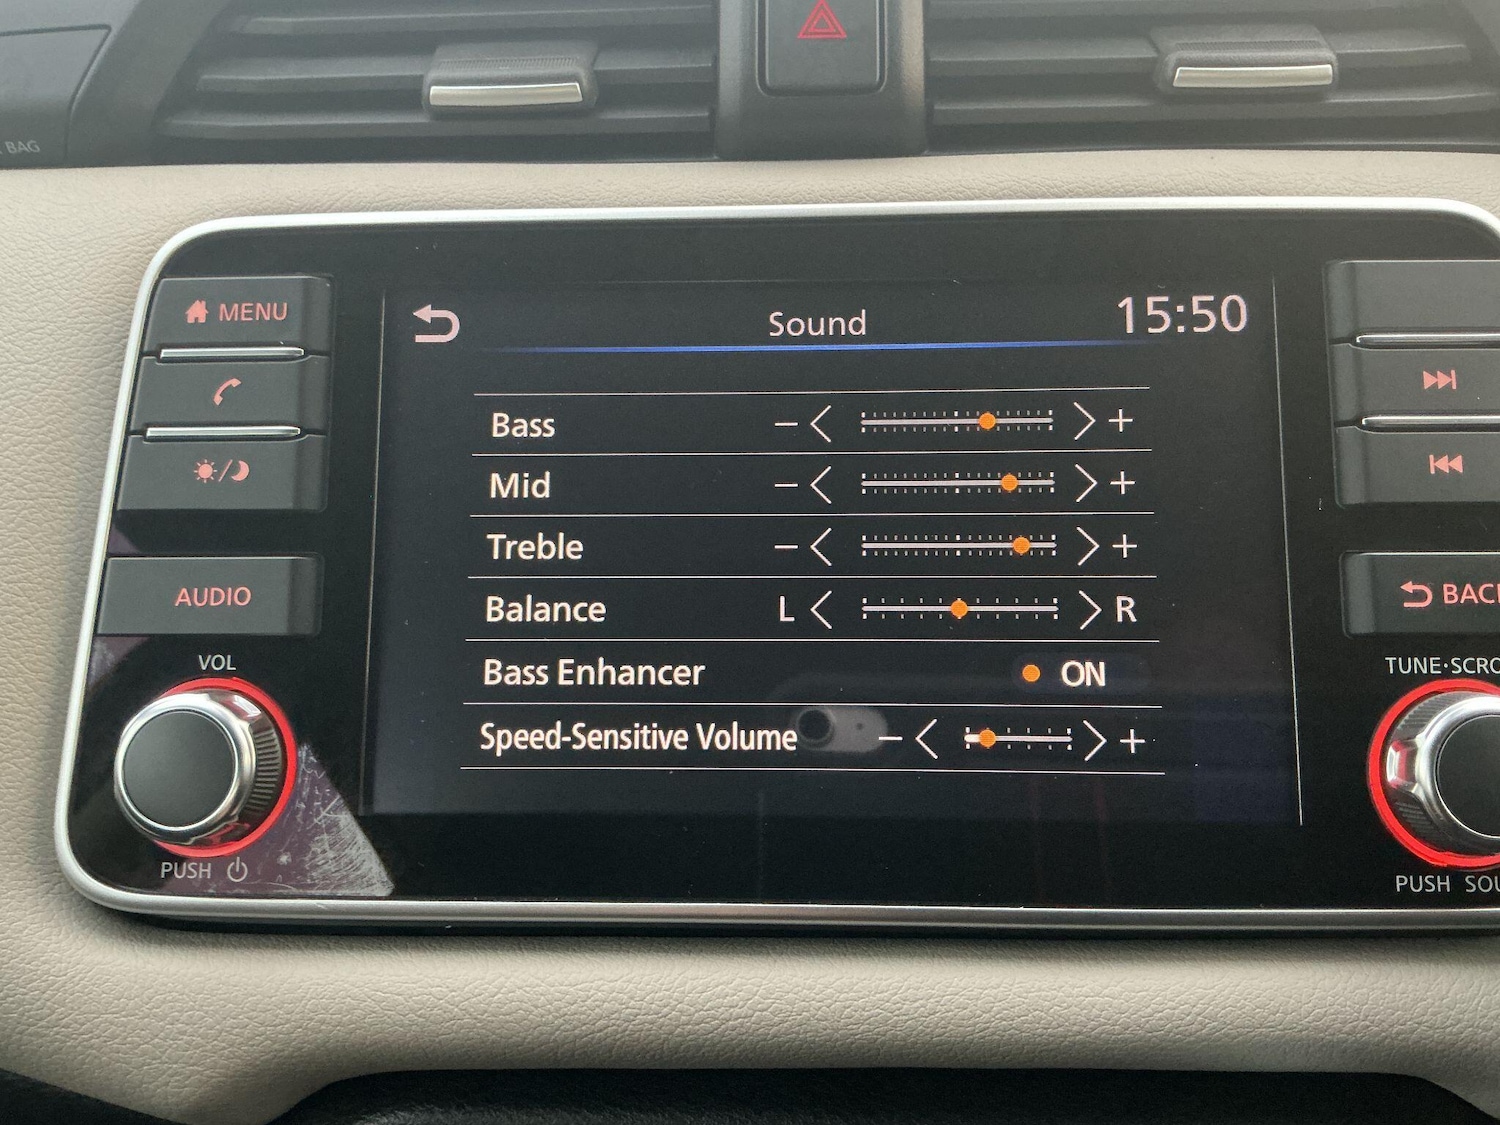 BAG
MENU
Sound 15:50
Bass − +
Mid − +
Treble − +
Balance L R
Bass Enhancer ON
Speed-Sensitive Volume − +
AUDIO
VOL
PUSH
BACK
TUNE·SCRO
PUSH SOU